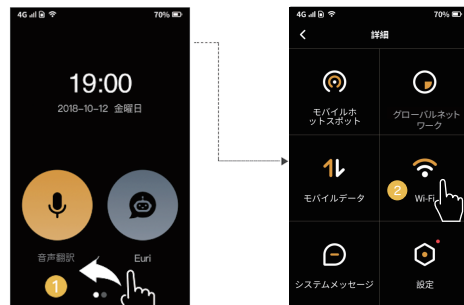 4G 70%
19:00
2018-10-12 金曜日
音声翻訳 Euri
1
4G 70%
詳細
モバイルホ
ットスポット
グローバルネット
ワーク
モバイルデータ
2
Wi-Fi
システムメッセージ
設定